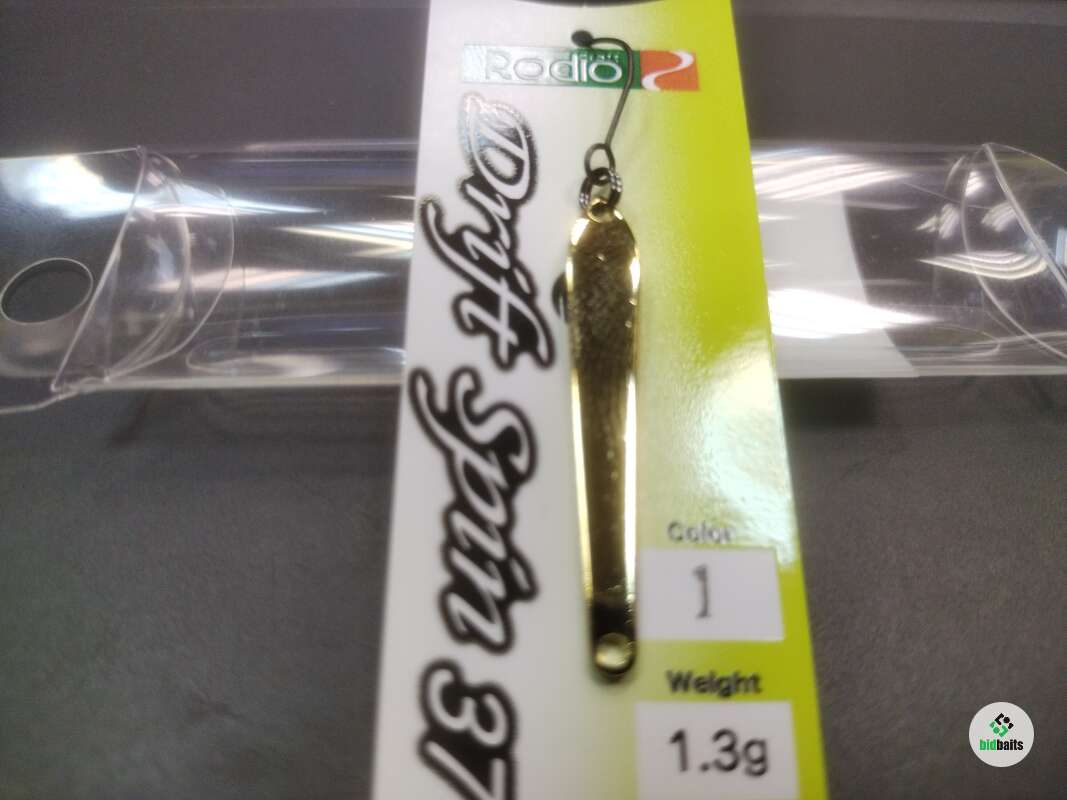 Rodio
Drift Spin 37
Color
1
Weight
1.3g
bidbaits